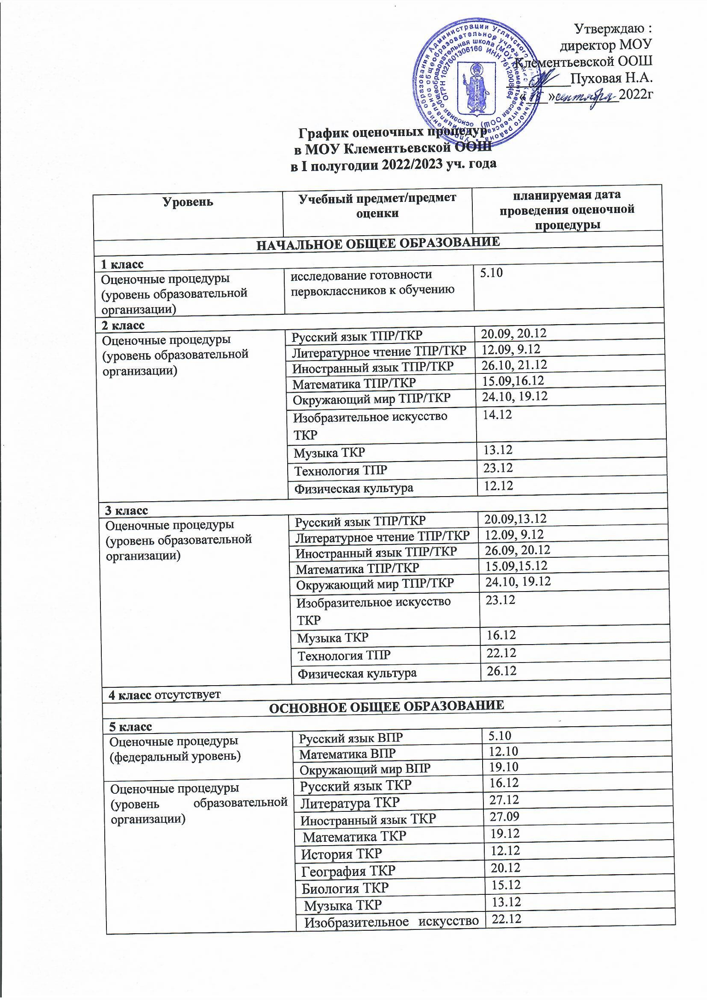 Утверждаю :
директор МОУ
Клементьевской ООШ
Пуховая Н.А.
«15»сентября 2022г
Управление образования Администрации Угличского муниципального района
ОГРН 1027601306160 ИНН 7612008464
График оценочных процедур
в МОУ Клементьевской ООШ
в I полугодии 2022/2023 уч. года
Уровень
Учебный предмет/предмет
оценки
планируемая дата
проведения оценочной
процедуры
НАЧАЛЬНОЕ ОБЩЕЕ ОБРАЗОВАНИЕ
1 класс
Оценочные процедуры
(уровень образовательной
организации)
исследование готовности
первоклассников к обучению
5.10
2 класс
Оценочные процедуры
(уровень образовательной
организации)
Русский язык ТПР/ТКР 20.09, 20.12
Литературное чтение ТПР/ТКР 12.09, 9.12
Иностранный язык ТПР/ТКР 26.10, 21.12
Математика ТПР/ТКР 15.09,16.12
Окружающий мир ТПР/ТКР 24.10, 19.12
Изобразительное искусство 14.12
ТКР
Музыка ТКР 13.12
Технология ТПР 23.12
Физическая культура 12.12
3 класс
Оценочные процедуры
(уровень образовательной
организации)
Русский язык ТПР/ТКР 20.09,13.12
Литературное чтение ТПР/ТКР 12.09, 9.12
Иностранный язык ТПР/ТКР 26.09, 20.12
Математика ТПР/ТКР 15.09,15.12
Окружающий мир ТПР/ТКР 24.10, 19.12
Изобразительное искусство 23.12
ТКР
Музыка ТКР 16.12
Технология ТПР 22.12
Физическая культура 26.12
4 класс отсутствует
ОСНОВНОЕ ОБЩЕЕ ОБРАЗОВАНИЕ
5 класс
Оценочные процедуры
(федеральный уровень)
Русский язык ВПР 5.10
Математика ВПР 12.10
Окружающий мир ВПР 19.10
Оценочные процедуры
(уровень образовательной
организации)
Русский язык ТКР 16.12
Литература ТКР 27.12
Иностранный язык ТКР 27.09
Математика ТКР 19.12
История ТКР 12.12
География ТКР 20.12
Биология ТКР 15.12
Музыка ТКР 13.12
Изобразительное искусство 22.12